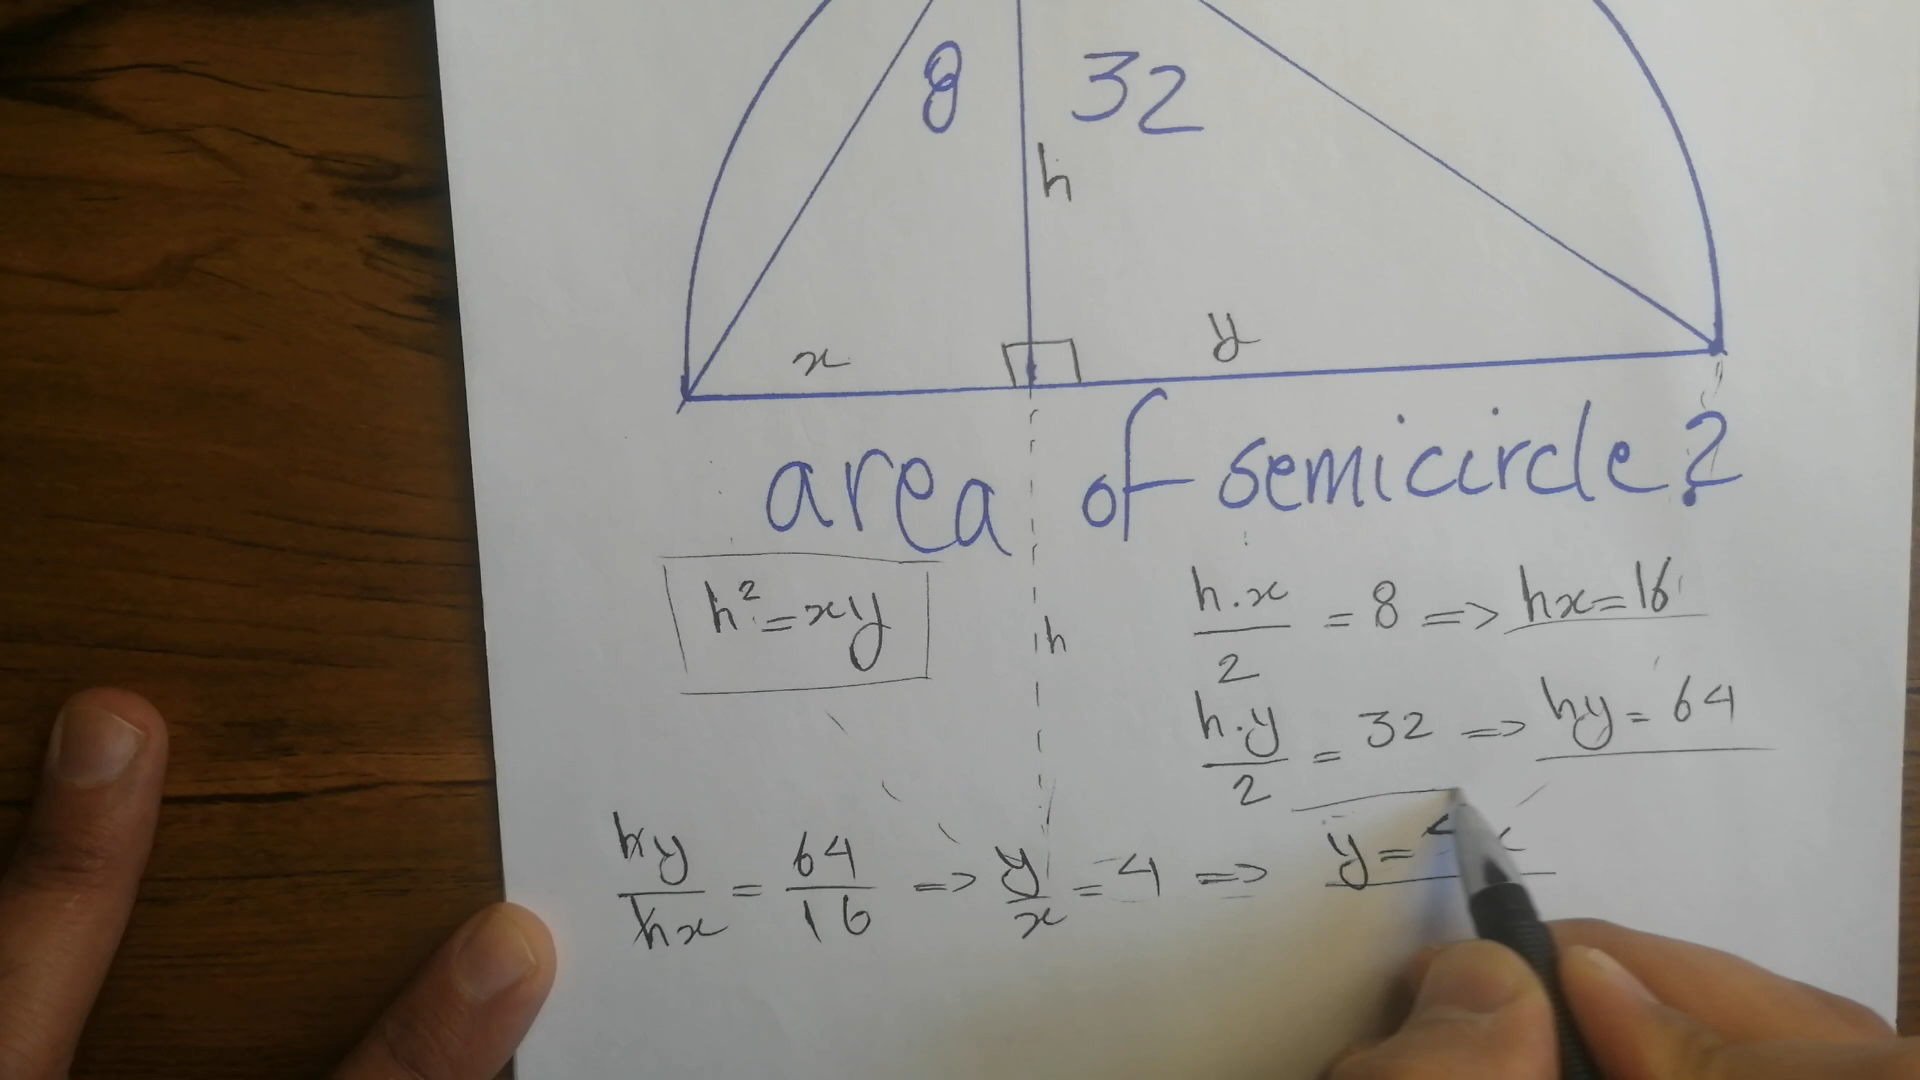 8 32
h
x y
area of semicircle?
h² = xy
h.x/2 = 8 => hx = 16
h
h.y/2 = 32 => hy = 64
hy/hx = 64/16 => y/x = 4 => y =